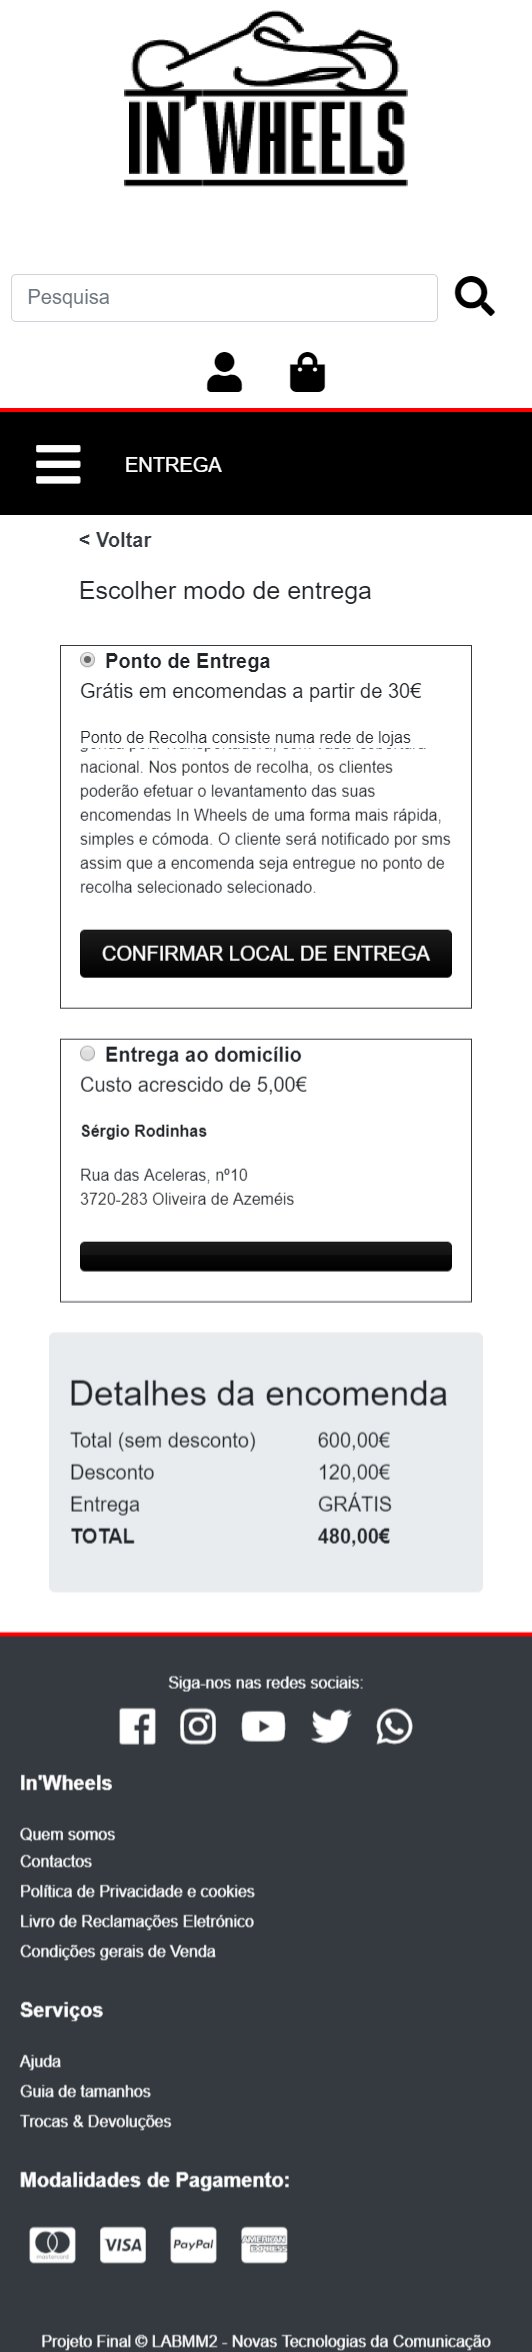 IN'WHEELS
Pesquisa
ENTREGA
< Voltar
Escolher modo de entrega
Ponto de Entrega
Grátis em encomendas a partir de 30€
Ponto de Recolha consiste numa rede de lojas
nacional. Nos pontos de recolha, os clientes
poderão efetuar o levantamento das suas
encomendas In Wheels de uma forma mais rápida,
simples e cómoda. O cliente será notificado por sms
assim que a encomenda seja entregue no ponto de
recolha selecionado selecionado.
CONFIRMAR LOCAL DE ENTREGA
Entrega ao domicílio
Custo acrescido de 5,00€
Sérgio Rodinhas
Rua das Aceleras, nº10
3720-283 Oliveira de Azeméis
Detalhes da encomenda
Total (sem desconto) 600,00€
Desconto 120,00€
Entrega GRÁTIS
TOTAL 480,00€
Siga-nos nas redes sociais:
In'Wheels
Quem somos
Contactos
Política de Privacidade e cookies
Livro de Reclamações Eletrónico
Condições gerais de Venda
Serviços
Ajuda
Guia de tamanhos
Trocas & Devoluções
Modalidades de Pagamento:
mastercard VISA PayPal AMERICAN EXPRESS
Projeto Final © LABMM2 - Novas Tecnologias da Comunicação